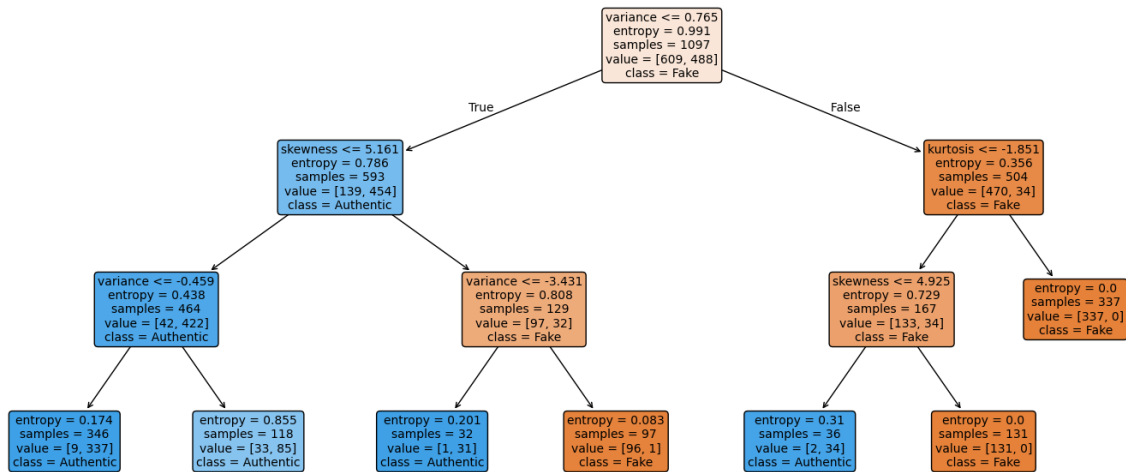 variance <= 0.765
entropy = 0.991
samples = 1097
value = [609, 488]
class = Fake
True
False
skewness <= 5.161
entropy = 0.786
samples = 593
value = [139, 454]
class = Authentic
kurtosis <= -1.851
entropy = 0.356
samples = 504
value = [470, 34]
class = Fake
variance <= -0.459
entropy = 0.438
samples = 464
value = [42, 422]
class = Authentic
variance <= -3.431
entropy = 0.808
samples = 129
value = [97, 32]
class = Fake
skewness <= 4.925
entropy = 0.729
samples = 167
value = [133, 34]
class = Fake
entropy = 0.0
samples = 337
value = [337, 0]
class = Fake
entropy = 0.174
samples = 346
value = [9, 337]
class = Authentic
entropy = 0.855
samples = 118
value = [33, 85]
class = Authentic
entropy = 0.201
samples = 32
value = [1, 31]
class = Authentic
entropy = 0.083
samples = 97
value = [96, 1]
class = Fake
entropy = 0.31
samples = 36
value = [2, 34]
class = Authentic
entropy = 0.0
samples = 131
value = [131, 0]
class = Fake